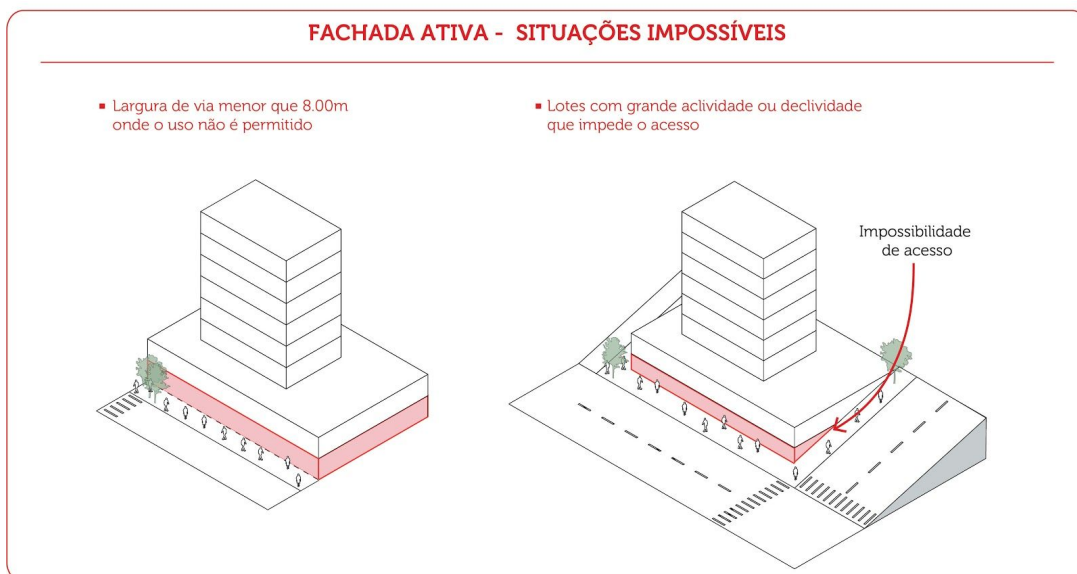 FACHADA ATIVA - SITUAÇÕES IMPOSSÍVEIS
Largura de via menor que 8.00m
onde o uso não é permitido
Lotes com grande aclividade ou declividade
que impede o acesso
Impossibilidade
de acesso